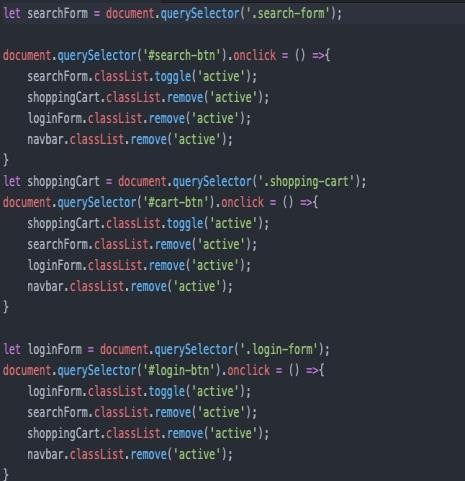 let searchForm = document.querySelector('.search-form');

document.querySelector('#search-btn').onclick = () =>{
    searchForm.classList.toggle('active');
    shoppingCart.classList.remove('active');
    loginForm.classList.remove('active');
    navbar.classList.remove('active');
}
let shoppingCart = document.querySelector('.shopping-cart');
document.querySelector('#cart-btn').onclick = () =>{
    shoppingCart.classList.toggle('active');
    searchForm.classList.remove('active');
    loginForm.classList.remove('active');
    navbar.classList.remove('active');
}

let loginForm = document.querySelector('.login-form');
document.querySelector('#login-btn').onclick = () =>{
    loginForm.classList.toggle('active');
    searchForm.classList.remove('active');
    shoppingCart.classList.remove('active');
    navbar.classList.remove('active');
}